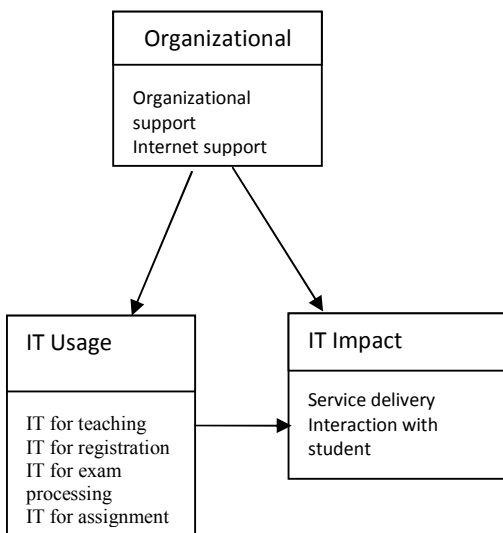 Organizational
Organizational
support
Internet support
IT Usage
IT for teaching
IT for registration
IT for exam
processing
IT for assignment
IT Impact
Service delivery
Interaction with
student